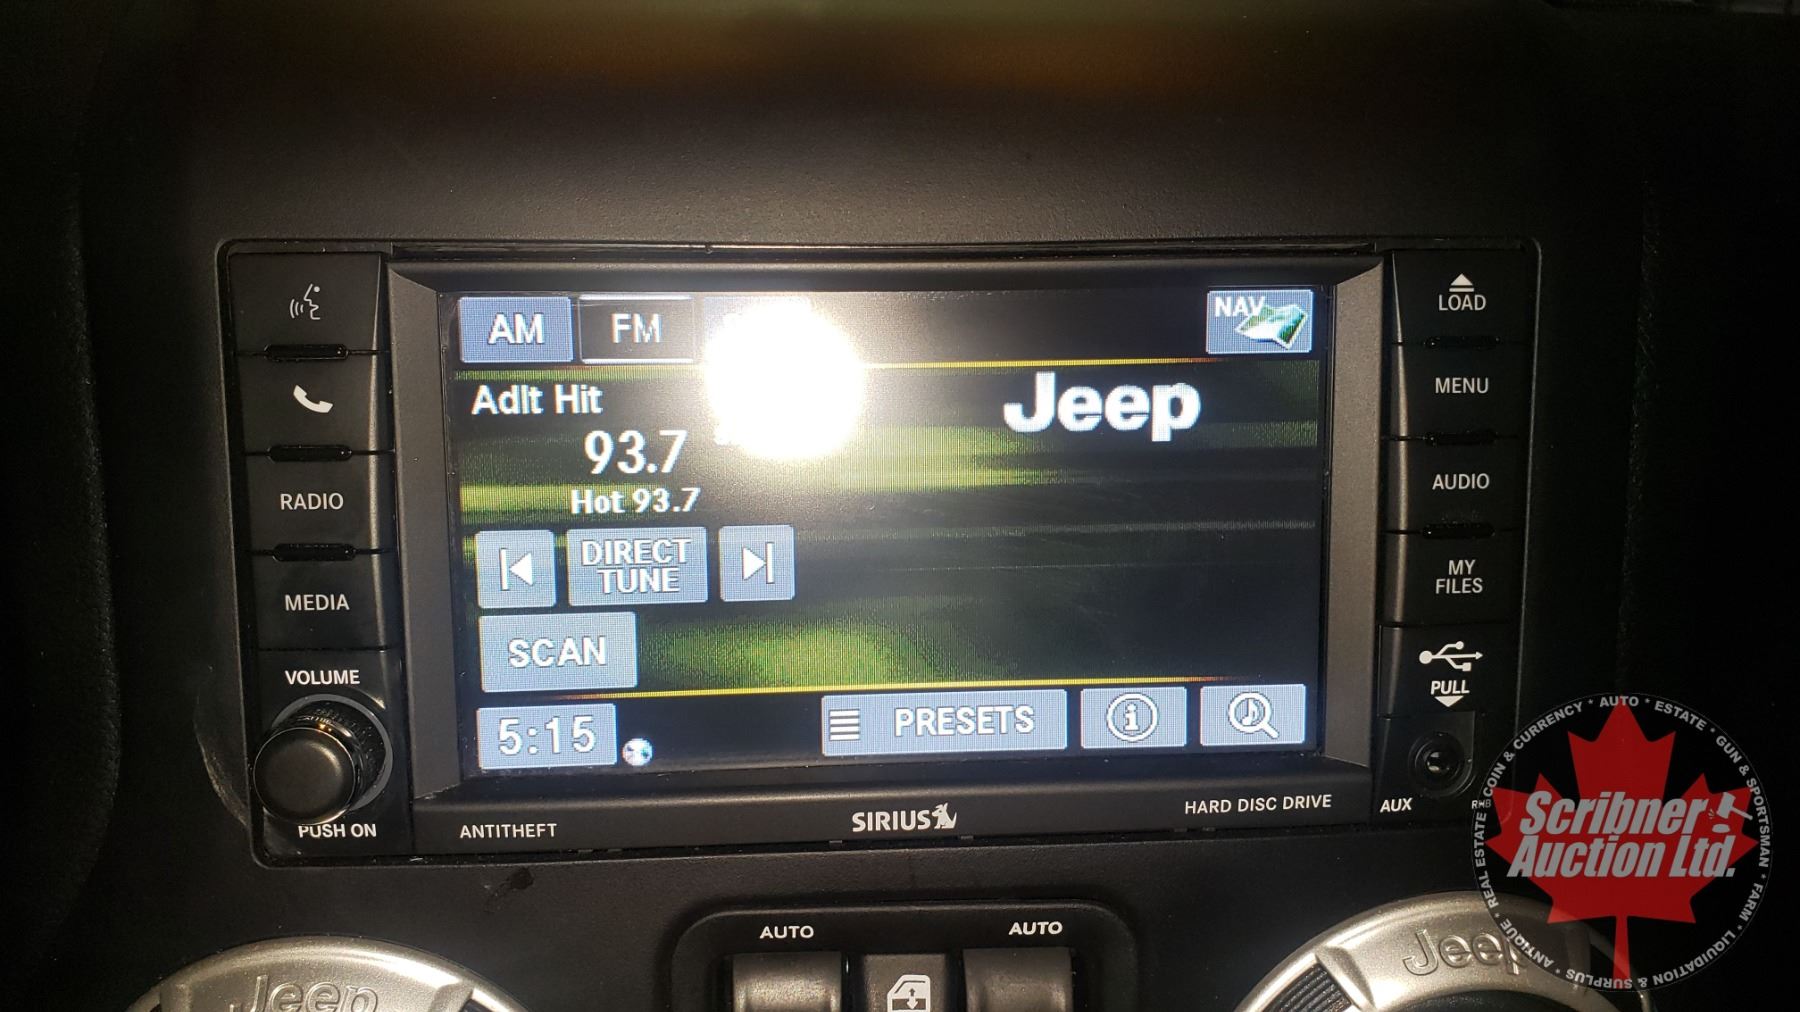 AM
FM
NAV
Adlt Hit
93.7
Hot 93.7
Jeep
DIRECT
TUNE
SCAN
5:15
PRESETS
RADIO
MEDIA
VOLUME
PUSH ON
LOAD
MENU
AUDIO
MY
FILES
PULL
AUX
ANTITHEFT
SIRIUS
HARD DISC DRIVE
AUTO
AUTO
Jeep
Jeep
Scribner
Auction Ltd.
REAL ESTATE * COIN & CURRENCY * AUTO * ESTATE * GUN & SPORTSMAN * FARM * LIQUIDATION & SURPLUS * ANTIQUE *